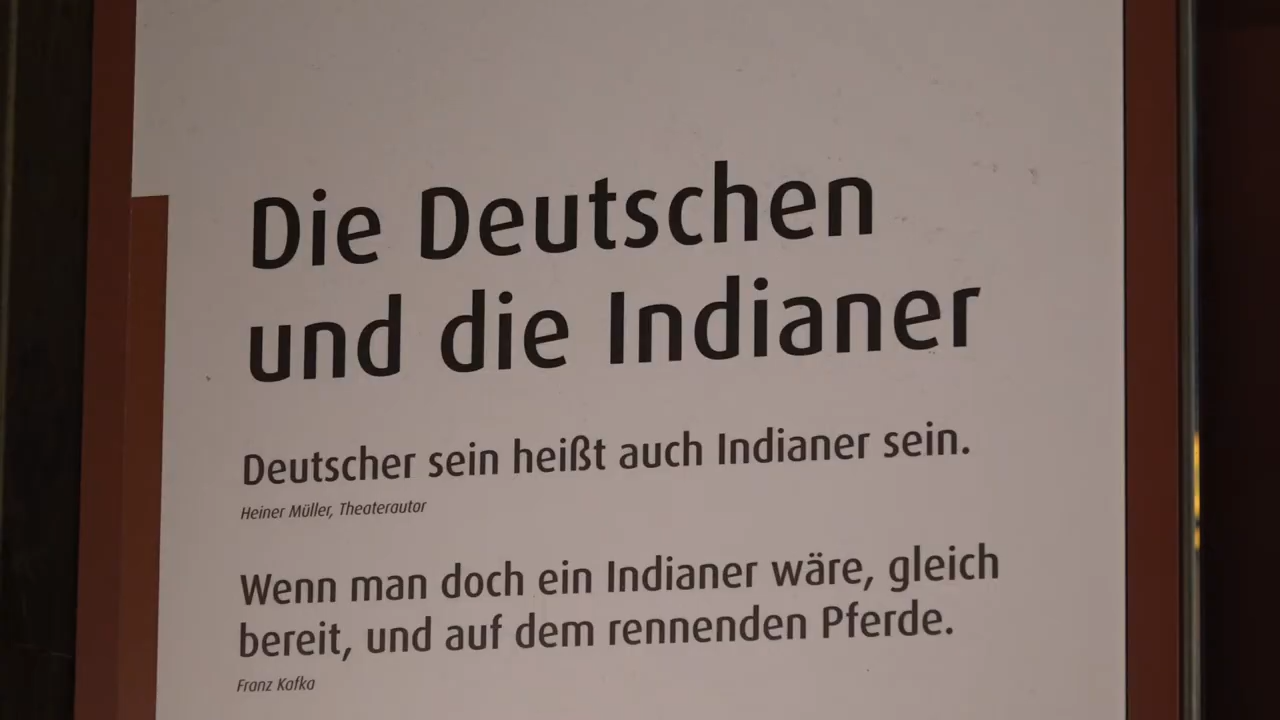 Die Deutschen
und die Indianer
Deutscher sein heißt auch Indianer sein.
Heiner Müller, Theaterautor
Wenn man doch ein Indianer wäre, gleich
bereit, und auf dem rennenden Pferde.
Franz Kafka